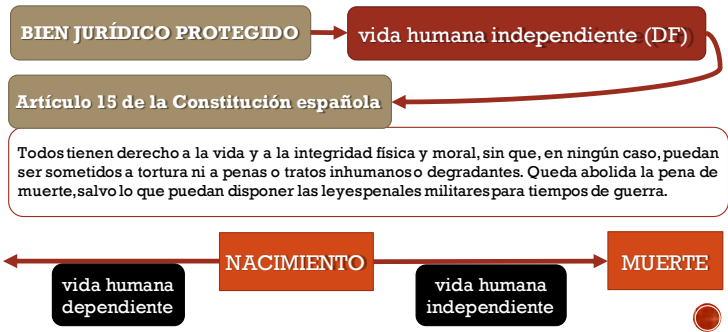 BIEN JURÍDICO PROTEGIDO
vida humana independiente (DF)
Artículo 15 de la Constitución española
Todos tienen derecho a la vida y a la integridad física y moral, sin que, en ningún caso, puedan
ser sometidos a tortura ni a penas o tratos inhumanos o degradantes. Queda abolida la pena de
muerte, salvo lo que puedan disponer las leyes penales militares para tiempos de guerra.
NACIMIENTO
MUERTE
vida humana
dependiente
vida humana
independiente